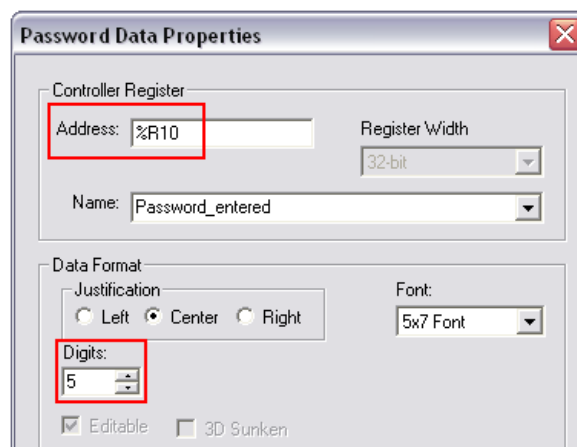 Password Data Properties
Controller Register
Address: %R10
Register Width
32-bit
Name: Password_entered
Data Format
Justification
Left Center Right
Font:
5x7 Font
Digits:
5
Editable 3D Sunken